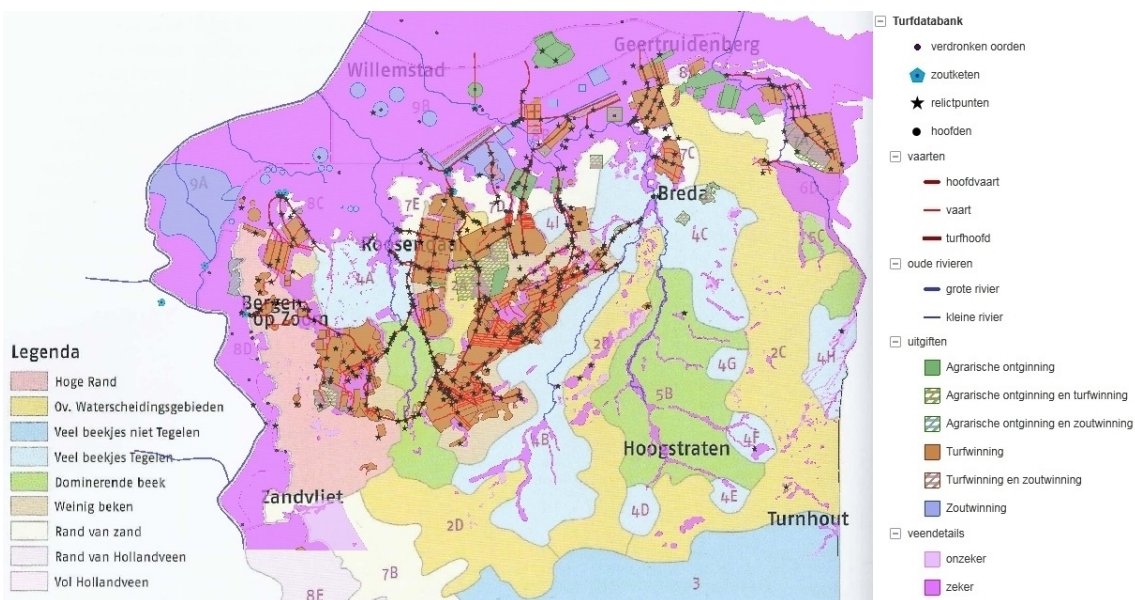 Geertruidenberg
Willemstad
8
9B
9A
8C
7E
7D
7C
6D
Breda
4I
4C
5C
Roosendaal
4A
2A
Bergen
op Zoom
8D
2B
2C
4H
4G
5B
4B
4F
Hoogstraten
4E
4D
Zandvliet
2D
Turnhout
7B
3
8E
Legenda
Hoge Rand
Ov. Waterscheidingsgebieden
Veel beekjes niet Tegelen
Veel beekjes Tegelen
Dominerende beek
Weinig beken
Rand van zand
Rand van Hollandveen
Vol Hollandveen
Turfdatabank
verdronken oorden
zoutketen
relictpunten
hoofden
vaarten
hoofdvaart
vaart
turfhoofd
oude rivieren
grote rivier
kleine rivier
uitgiften
Agrarische ontginning
Agrarische ontginning en turfwinning
Agrarische ontginning en zoutwinning
Turfwinning
Turfwinning en zoutwinning
Zoutwinning
veendetails
onzeker
zeker